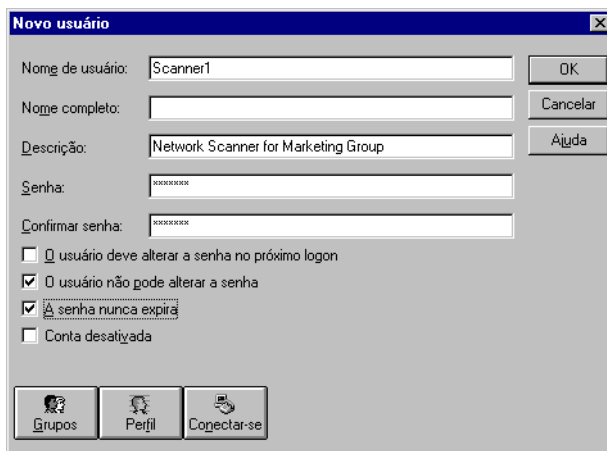 Novo usuário
Nome de usuário: Scanner1
OK
Nome completo:
Cancelar
Descrição: Network Scanner for Marketing Group
Ajuda
Senha: *******
Confirmar senha: *******
O usuário deve alterar a senha no próximo logon
O usuário não pode alterar a senha
A senha nunca expira
Conta desativada
Grupos
Perfil
Conectar-se